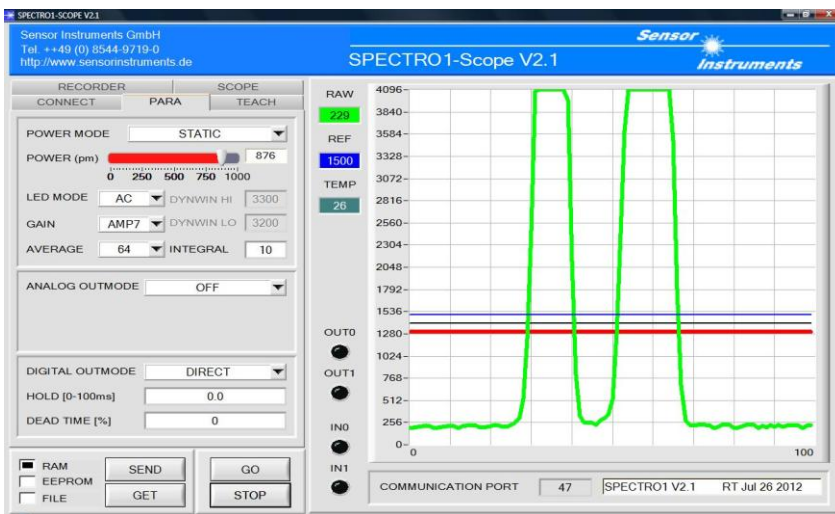 SPECTRO1-SCOPE V2.1
Sensor Instruments GmbH
Tel. ++49 (0) 8544-9719-0
http://www.sensorinstruments.de
SPECTRO1-Scope V2.1
Sensor
Instruments
RECORDER SCOPE
CONNECT PARA TEACH
POWER MODE STATIC
POWER (pm) 876
0 250 500 750 1000
LED MODE AC DYNWIN HI 3300
GAIN AMP7 DYNWIN LO 3200
AVERAGE 64 INTEGRAL 10
ANALOG OUTMODE OFF
DIGITAL OUTMODE DIRECT
HOLD [0-100ms] 0.0
DEAD TIME [%] 0
RAM
EEPROM
FILE
SEND GO
GET STOP
RAW
229
REF
1500
TEMP
26
OUT0
OUT1
IN0
IN1
4096
3840
3584
3328
3072
2816
2560
2304
2048
1792
1536
1280
1024
768
512
256
0
0 100
COMMUNICATION PORT 47 SPECTRO1 V2.1 RT Jul 26 2012